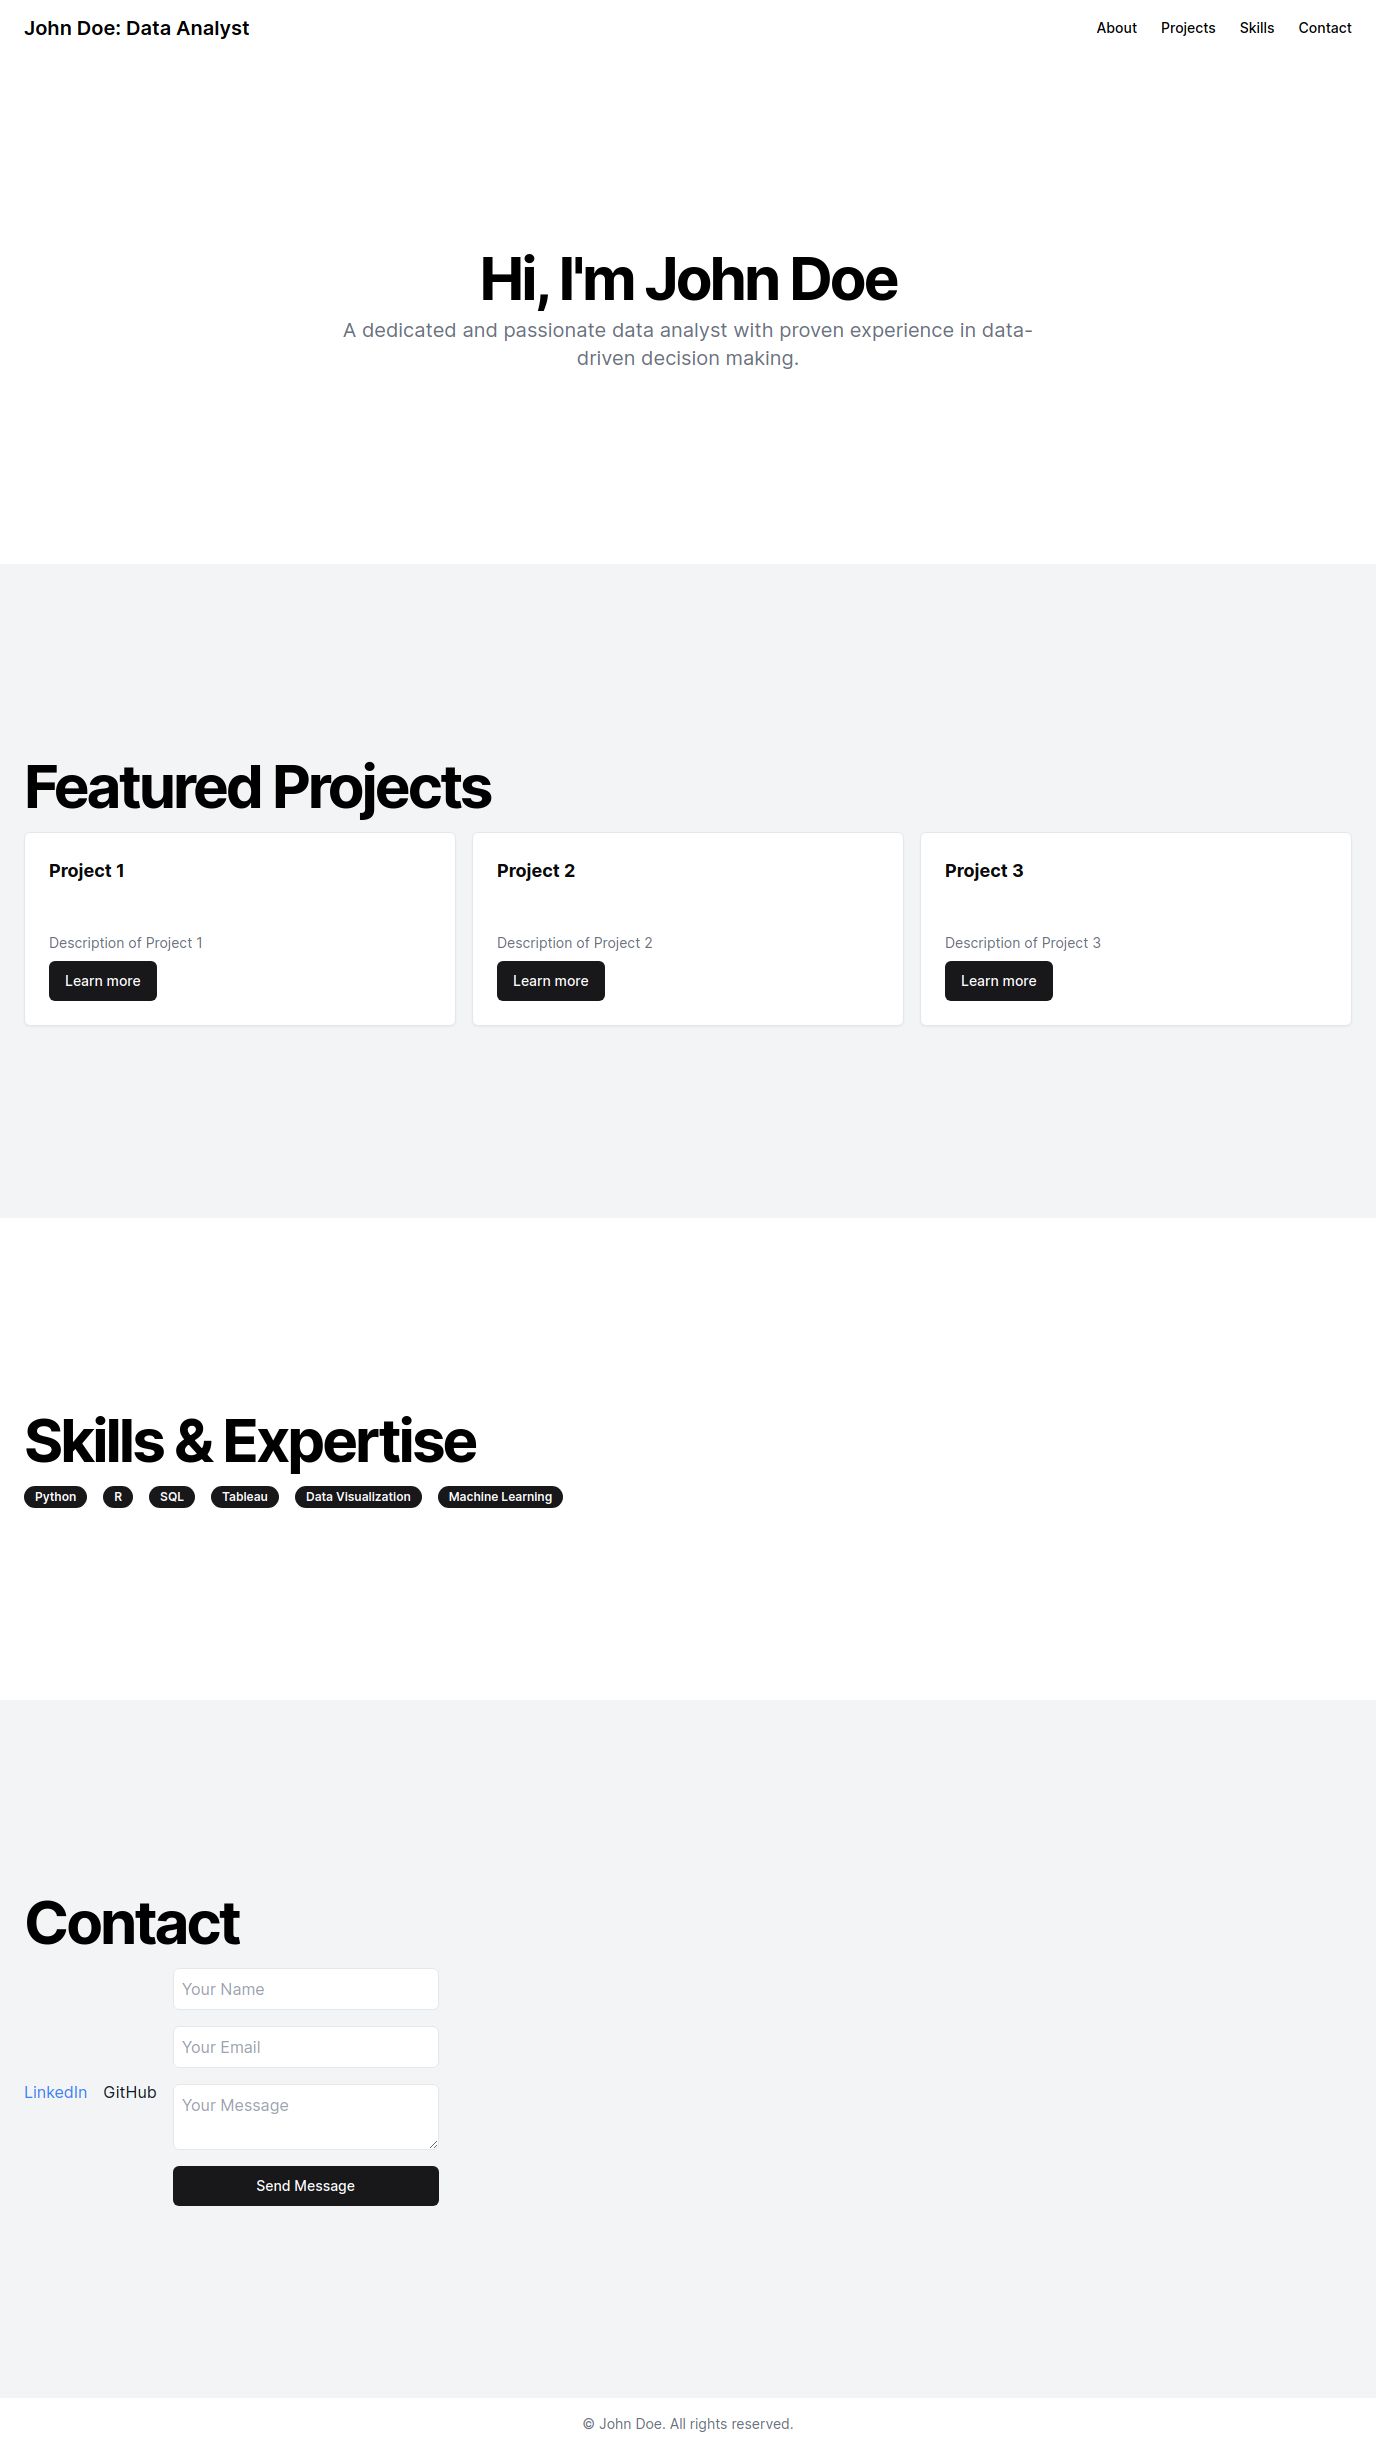 John Doe: Data Analyst
About Projects Skills Contact
Hi, I'm John Doe
A dedicated and passionate data analyst with proven experience in data-
driven decision making.
Featured Projects
Project 1
Description of Project 1
Learn more
Project 2
Description of Project 2
Learn more
Project 3
Description of Project 3
Learn more
Skills & Expertise
Python R SQL Tableau Data Visualization Machine Learning
Contact
LinkedIn GitHub
Your Name
Your Email
Your Message
Send Message
© John Doe. All rights reserved.